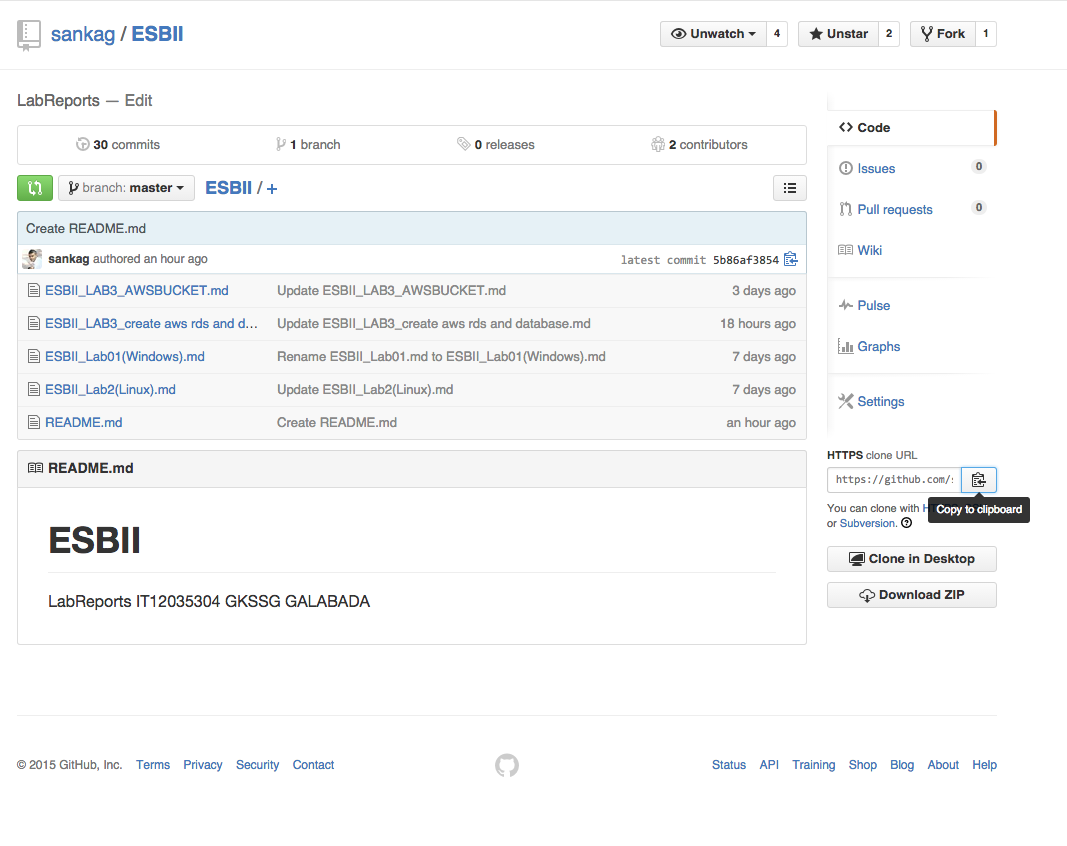 sankag / ESBII
Unwatch 4 Unstar 2 Fork 1
LabReports — Edit
30 commits 1 branch 0 releases 2 contributors
branch: master ESBII / +
Create README.md
sankag authored an hour ago latest commit 5b86af3854
ESBII_LAB3_AWSBUCKET.md Update ESBII_LAB3_AWSBUCKET.md 3 days ago
ESBII_LAB3_create aws rds and d… Update ESBII_LAB3_create aws rds and database.md 18 hours ago
ESBII_Lab01(Windows).md Rename ESBII_Lab01.md to ESBII_Lab01(Windows).md 7 days ago
ESBII_Lab2(Linux).md Update ESBII_Lab2(Linux).md 7 days ago
README.md Create README.md an hour ago
README.md
ESBII
LabReports IT12035304 GKSSG GALABADA
Code
Issues 0
Pull requests 0
Wiki
Pulse
Graphs
Settings
HTTPS clone URL
https://github.com/
Copy to clipboard
You can clone with
or Subversion.
Clone in Desktop
Download ZIP
© 2015 GitHub, Inc. Terms Privacy Security Contact
Status API Training Shop Blog About Help